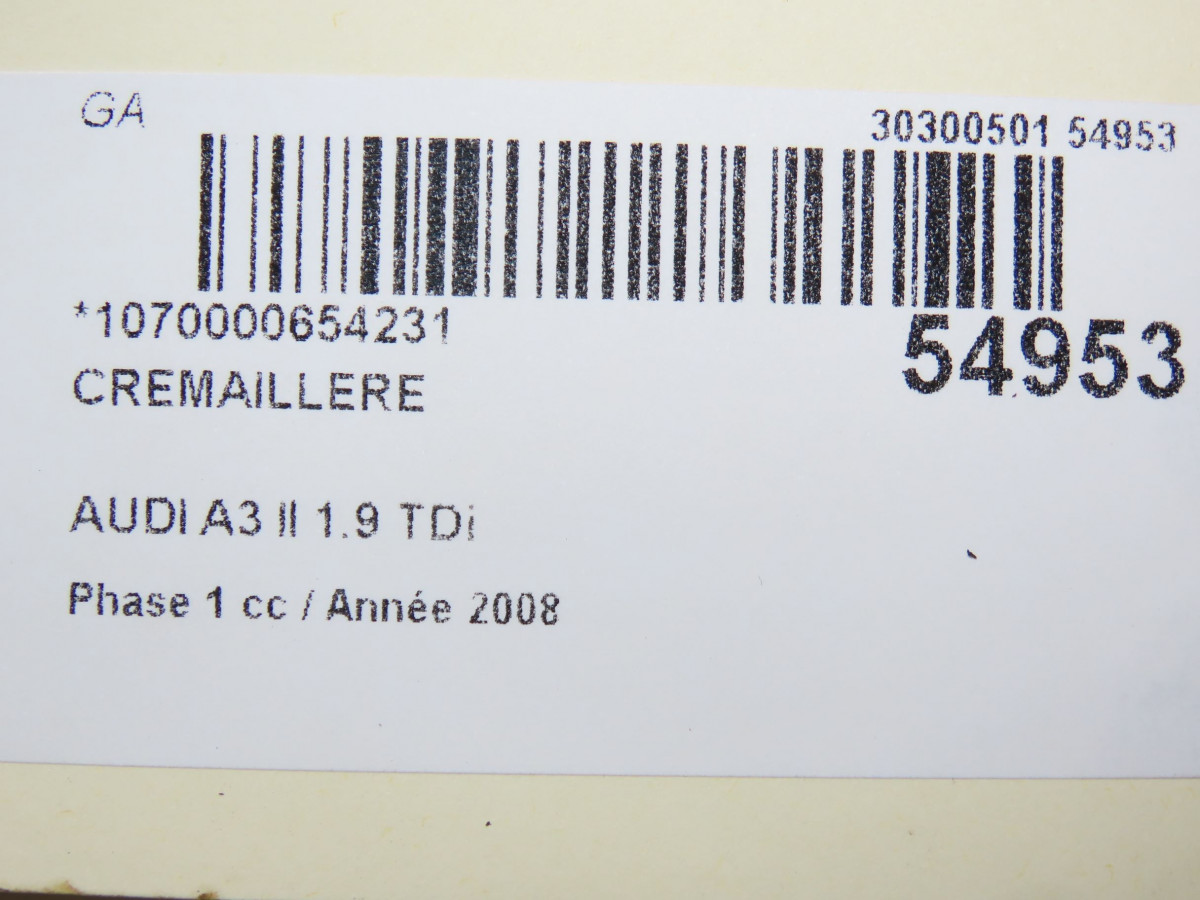 GA
30300501 54953
*1070000654231
54953
CREMAILLERE
AUDI A3 II 1.9 TDi
Phase 1 cc / Année 2008